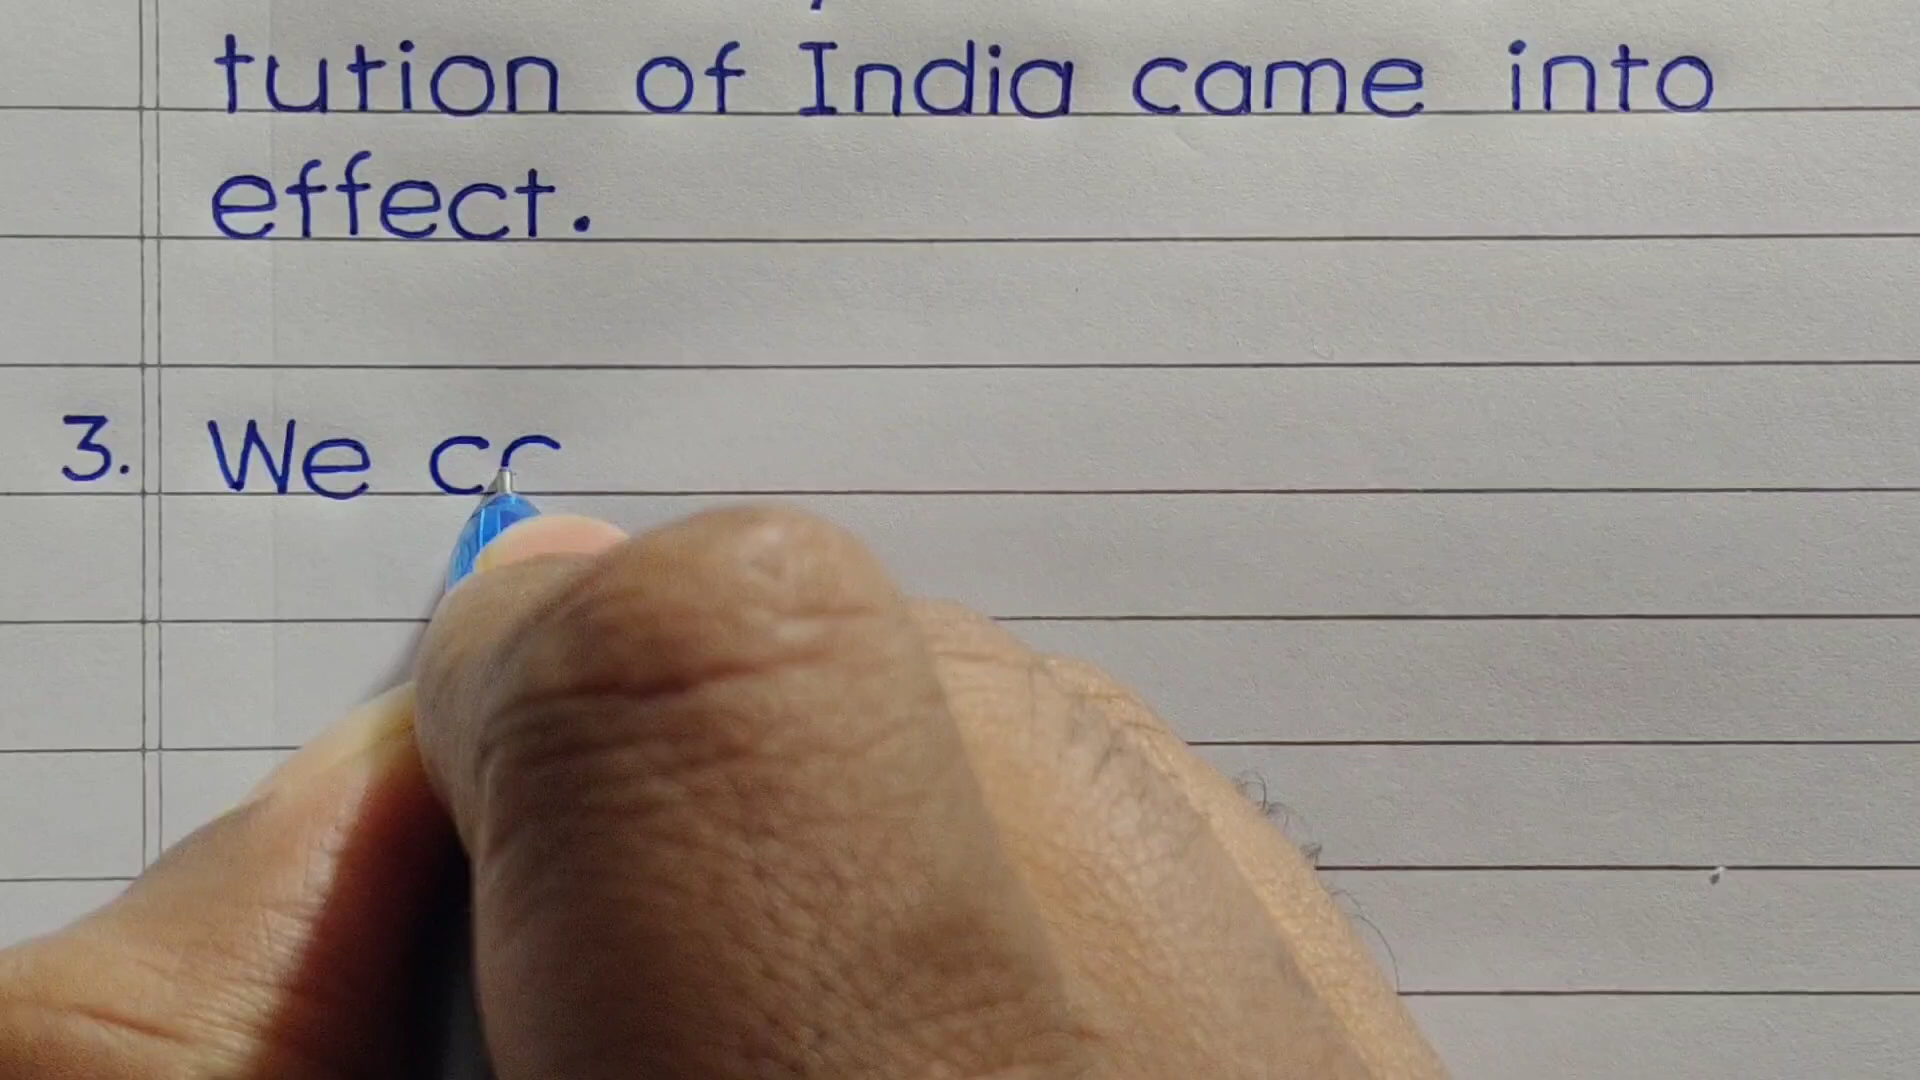 tution of India came into
effect.
3. We